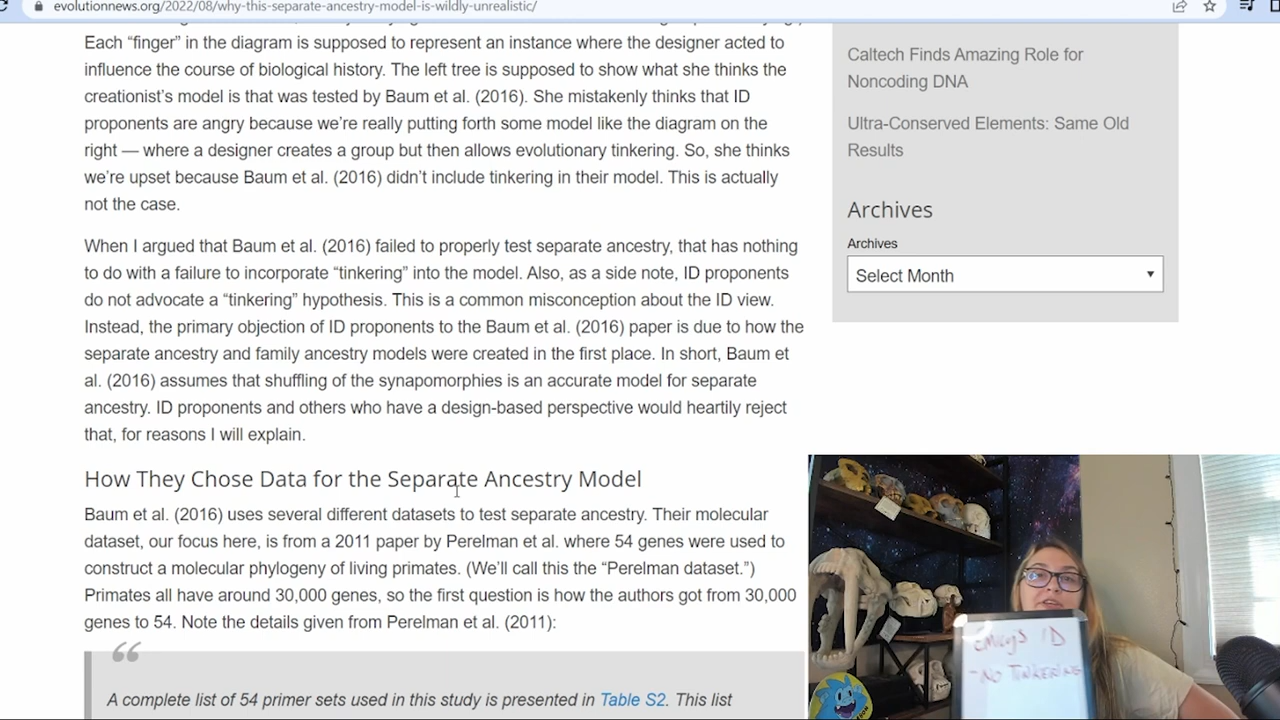 evolutionnews.org/2022/08/why-this-separate-ancestry-model-is-wildly-unrealistic/
Each “finger” in the diagram is supposed to represent an instance where the designer acted to
influence the course of biological history. The left tree is supposed to show what she thinks the
creationist’s model is that was tested by Baum et al. (2016). She mistakenly thinks that ID
proponents are angry because we’re really putting forth some model like the diagram on the
right — where a designer creates a group but then allows evolutionary tinkering. So, she thinks
we’re upset because Baum et al. (2016) didn’t include tinkering in their model. This is actually
not the case.
When I argued that Baum et al. (2016) failed to properly test separate ancestry, that has nothing
to do with a failure to incorporate “tinkering” into the model. Also, as a side note, ID proponents
do not advocate a “tinkering” hypothesis. This is a common misconception about the ID view.
Instead, the primary objection of ID proponents to the Baum et al. (2016) paper is due to how the
separate ancestry and family ancestry models were created in the first place. In short, Baum et
al. (2016) assumes that shuffling of the synapomorphies is an accurate model for separate
ancestry. ID proponents and others who have a design-based perspective would heartily reject
that, for reasons I will explain.
How They Chose Data for the Separate Ancestry Model
Baum et al. (2016) uses several different datasets to test separate ancestry. Their molecular
dataset, our focus here, is from a 2011 paper by Perelman et al. where 54 genes were used to
construct a molecular phylogeny of living primates. (We’ll call this the “Perelman dataset.”)
Primates all have around 30,000 genes, so the first question is how the authors got from 30,000
genes to 54. Note the details given from Perelman et al. (2011):
“
A complete list of 54 primer sets used in this study is presented in Table S2. This list
Caltech Finds Amazing Role for
Noncoding DNA
Ultra-Conserved Elements: Same Old
Results
Archives
Archives
Select Month
EMILY'S ID
- NO TINKERING